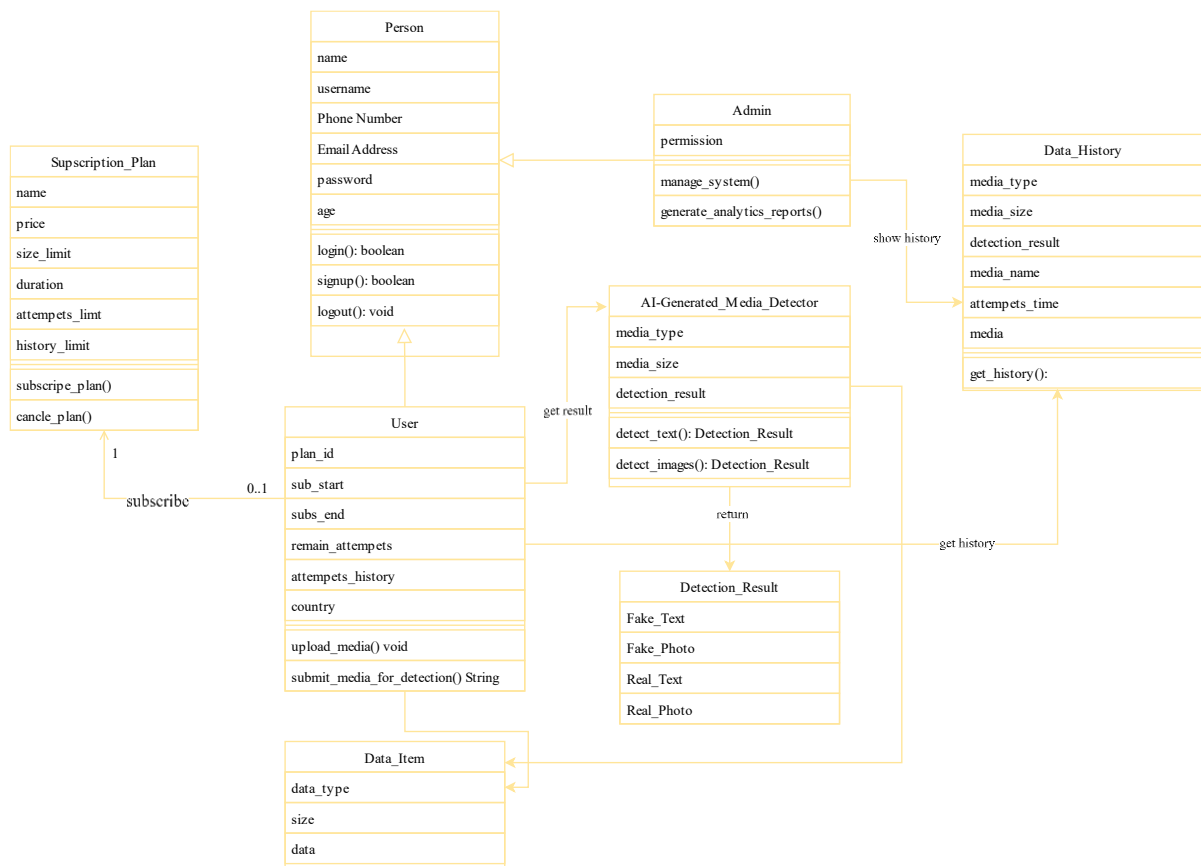 Person
name
username
Phone Number
Email Address
password
age
login(): boolean
signup(): boolean
logout(): void
Admin
permission
manage_system()
generate_analytics_reports()
Data_History
media_type
media_size
detection_result
media_name
attempets_time
media
get_history():
show history
Supscription_Plan
name
price
size_limit
duration
attempets_limt
history_limit
subscripe_plan()
cancle_plan()
1
0..1
subscribe
AI-Generated_Media_Detector
media_type
media_size
detection_result
detect_text(): Detection_Result
detect_images(): Detection_Result
get result
return
get history
User
plan_id
sub_start
subs_end
remain_attempets
attempets_history
country
upload_media() void
submit_media_for_detection() String
Detection_Result
Fake_Text
Fake_Photo
Real_Text
Real_Photo
Data_Item
data_type
size
data